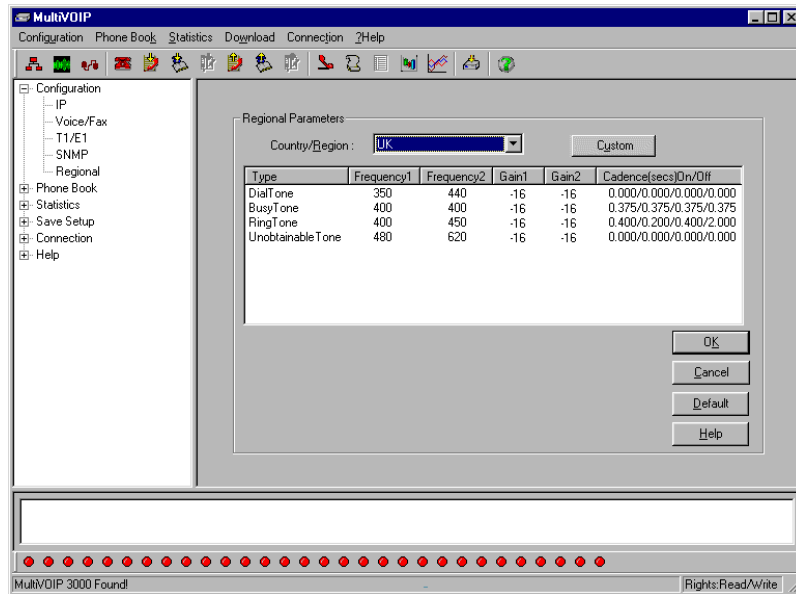 MultiVOIP
Configuration Phone Book Statistics Download Connection ?Help
Configuration
IP
Voice/Fax
T1/E1
SNMP
Regional
Phone Book
Statistics
Save Setup
Connection
Help
Regional Parameters
Country/Region : UK Custom
Type Frequency1 Frequency2 Gain1 Gain2 Cadence(secs)On/Off
DialTone 350 440 -16 -16 0.000/0.000/0.000/0.000
BusyTone 400 400 -16 -16 0.375/0.375/0.375/0.375
RingTone 400 450 -16 -16 0.400/0.200/0.400/2.000
UnobtainableTone 480 620 -16 -16 0.000/0.000/0.000/0.000
OK
Cancel
Default
Help
MultiVOIP 3000 Found! .. Rights:Read/Write